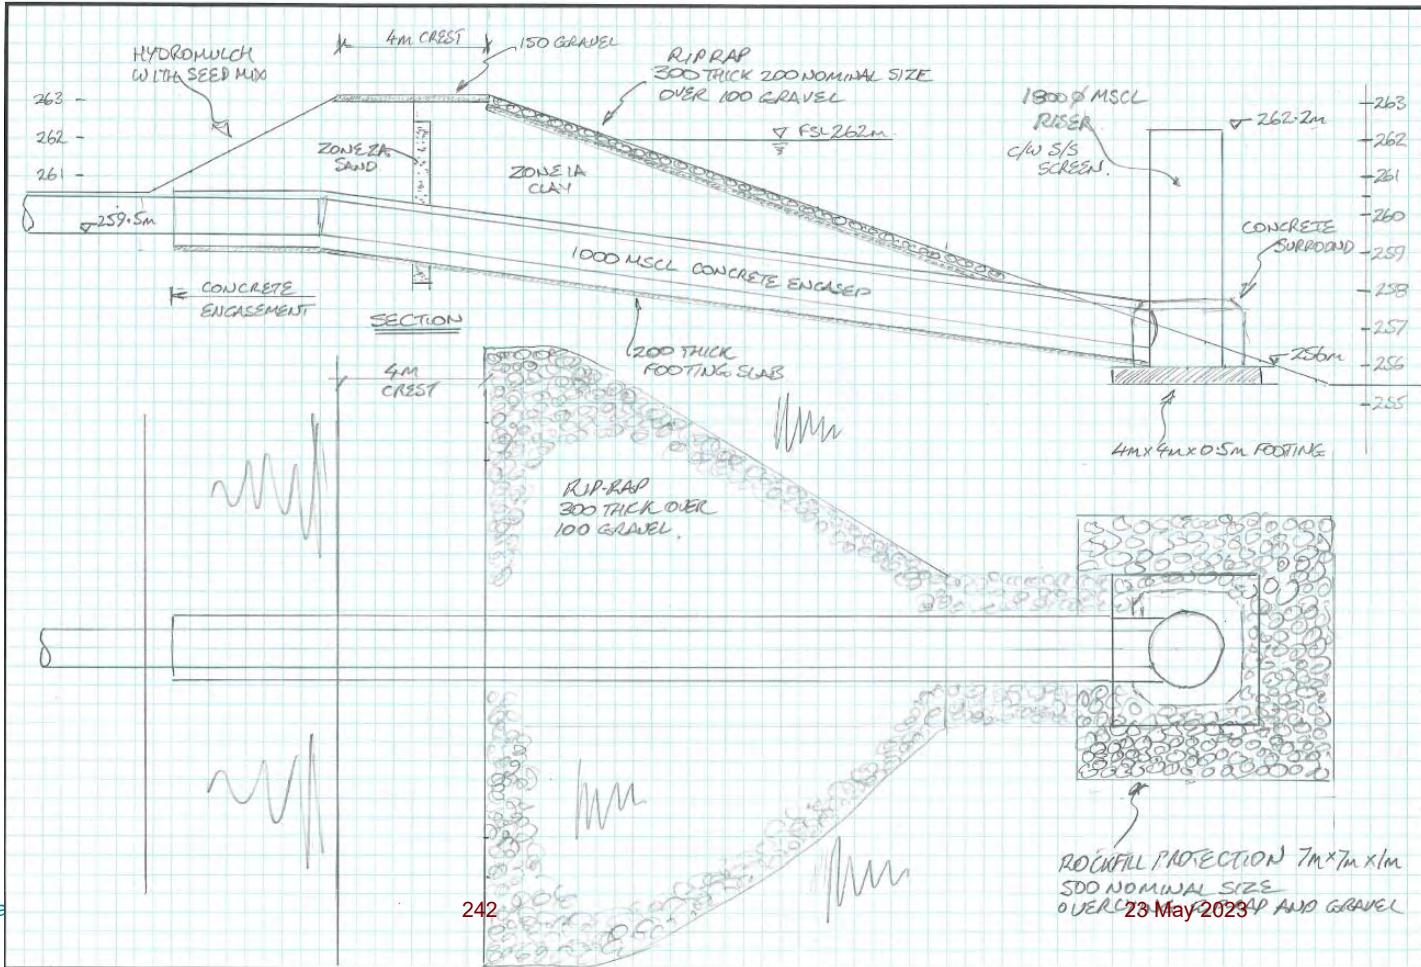 4M CREST
150 GRAVEL
HYDROMULCH
WITH SEED MIX
RIPRAP
300 THICK 200 NOMINAL SIZE
OVER 100 GRAVEL
263
262
261
ZONE 2A
SAND
ZONE 1A
CLAY
FSL 262m
1800 Ø MSCL
RISER
C/W S/S
SCREEN.
262.2m
263
262
261
260
259
258
257
256
255
259.5m
CONCRETE
SURROUND
1000 MSCL CONCRETE ENCASED
CONCRETE
ENCASEMENT
SECTION
200 THICK
FOOTING SLAB
256m
4M
CREST
4m x 4m x 0.5m FOOTING
RIP-RAP
300 THICK OVER
100 GRAVEL.
ROCKFILL PROTECTION 7m x 7m x 1m
500 NOMINAL SIZE
AND GRAVEL
242
23 May 2023